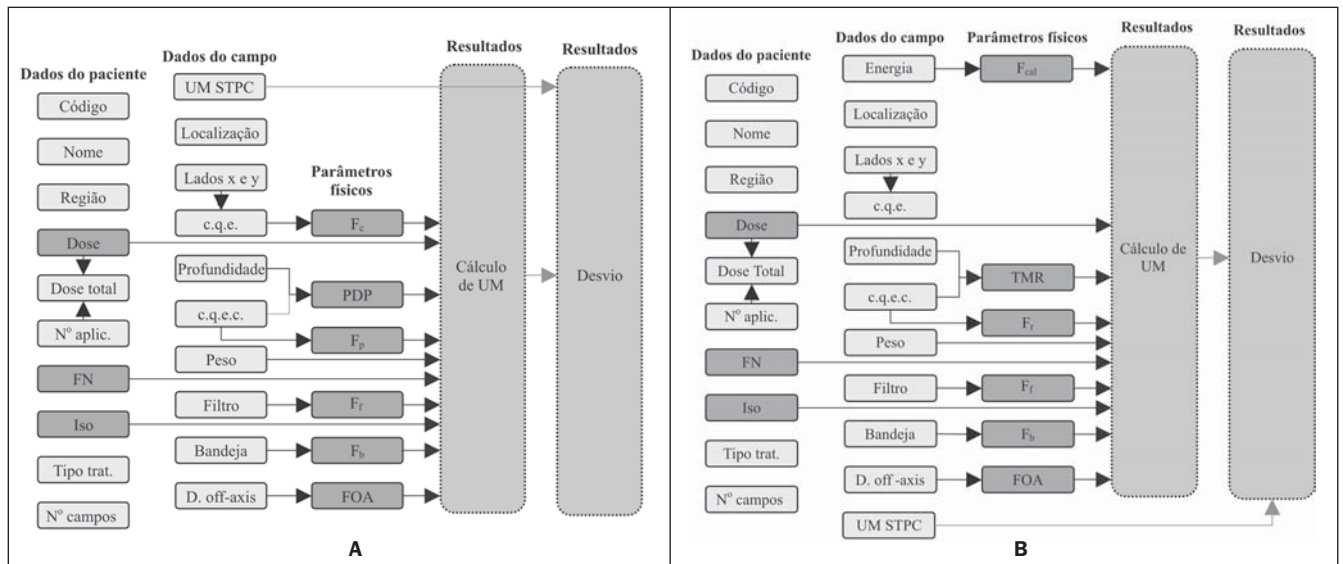 Dados do paciente
Código
Nome
Região
Dose
Dose total
Nº aplic.
FN
Iso
Tipo trat.
Nº campos
Dados do campo
UM STPC
Localização
Lados x e y
c.q.e.
Profundidade
c.q.e.c.
Peso
Filtro
Bandeja
D. off-axis
Parâmetros
físicos
Fc
PDP
Fp
Ff
Fb
FOA
Resultados
Cálculo
de UM
Resultados
Desvio
A
Dados do paciente
Código
Nome
Região
Dose
Dose Total
Nº aplic.
FN
Iso
Tipo trat.
Nº campos
Dados do campo
Energia
Localização
Lados x e y
c.q.e.
Profundidade
c.q.e.c.
Peso
Filtro
Bandeja
D. off -axis
UM STPC
Parâmetros físicos
Fcal
TMR
Fr
Ff
Fb
FOA
Resultados
Cálculo de
UM
Resultados
Desvio
B